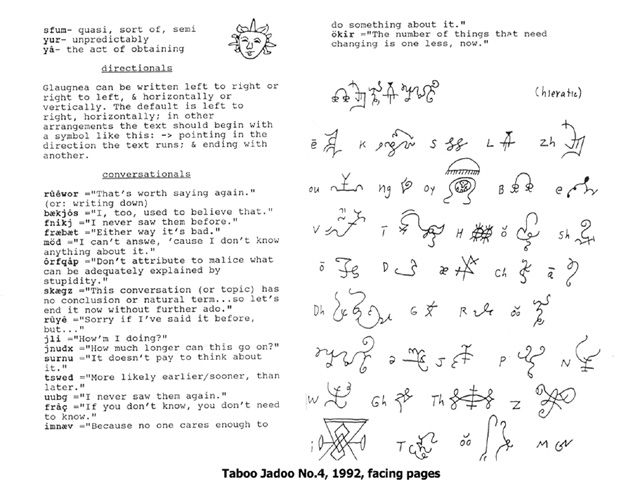 sfum- quasi, sort of, semi
yur- unpredictably
yå- the act of obtaining
directionals
Glaugnea can be written left to right or
right to left, & horizontally or
vertically. The default is left to
right, horizontally; in other
arrangements the text should begin with
a symbol like this: -> pointing in the
direction the text runs; & ending with
another.
conversationals
rûéwor ="That's worth saying again."
(or: writing down)
bækjós ="I, too, used to believe that."
fnikj ="I never saw them before."
fræbæt ="Either way it's bad."
möd ="I can't answe, 'cause I don't know
anything about it."
órfqåp ="Don't attribute to malice what
can be adequately explained by
stupidity."
skægz ="This conversation (or topic) has
no conclusion or natural term...so let's
end it now without further ado."
rûyé ="Sorry if I've said it before,
but..."
jli ="How'm I doing?"
jnudx ="How much longer can this go on?"
surnu ="It doesn't pay to think about
it."
tswed ="More likely earlier/sooner, than
later."
uubg ="I never saw them again."
fråç ="If you don't know, you don't need
to know."
imnæv ="Because no one cares enough to
do something about it."
ökir ="The number of things that need
changing is one less, now."
(hieratic)
ē K S L Zh
ou Ng oy B e
V T H ŏ Sh
ō D æ Ch ā
Dh G R ŏŏ
ə J P N
W Gh Th Z
i T ōō M
Taboo Jadoo No.4, 1992, facing pages